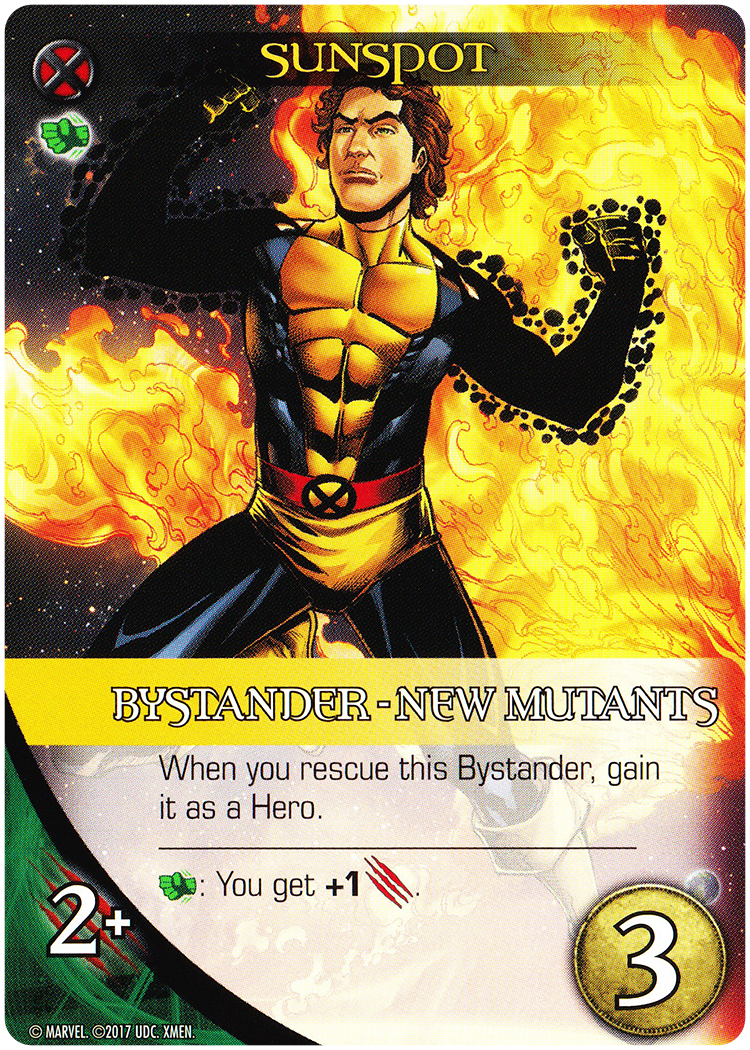 SUNSPOT
BYSTANDER - NEW MUTANTS
When you rescue this Bystander, gain
it as a Hero.
: You get +1 .
2+
3
© MARVEL. ©2017 UDC. XMEN.